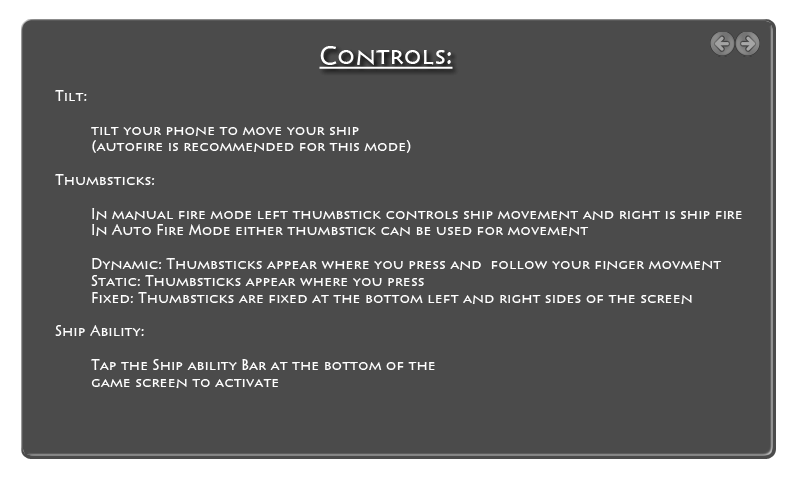 Controls:
Tilt:
tilt your phone to move your ship
(autofire is recommended for this mode)
Thumbsticks:
In manual fire mode left thumbstick controls ship movement and right is ship fire
In Auto Fire Mode either thumbstick can be used for movement
Dynamic: Thumbsticks appear where you press and  follow your finger movment
Static: Thumbsticks appear where you press
Fixed: Thumbsticks are fixed at the bottom left and right sides of the screen
Ship Ability:
Tap the Ship ability Bar at the bottom of the
game screen to activate